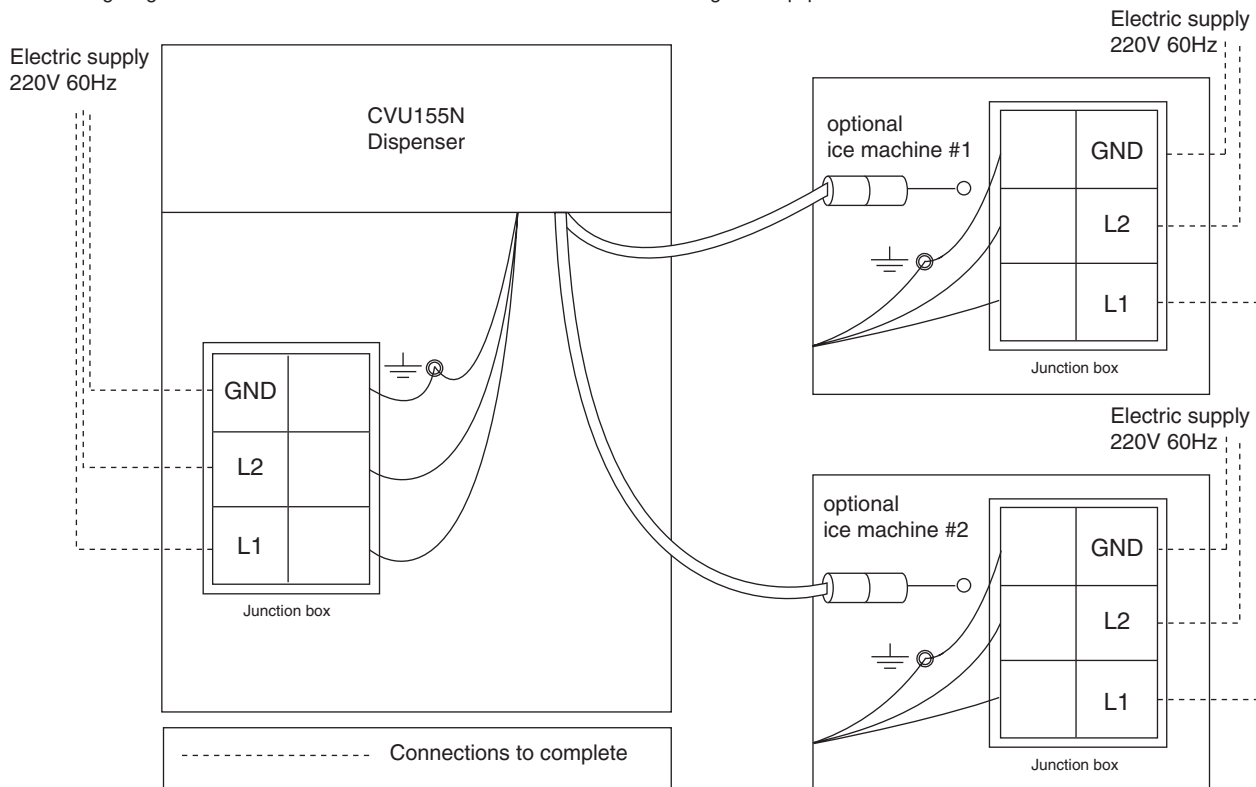 Electric supply
220V 60Hz
CVU155N
Dispenser
GND
L2
L1
Junction box
Connections to complete
Electric supply
220V 60Hz
optional
ice machine #1
GND
L2
L1
Junction box
Electric supply
220V 60Hz
optional
ice machine #2
GND
L2
L1
Junction box